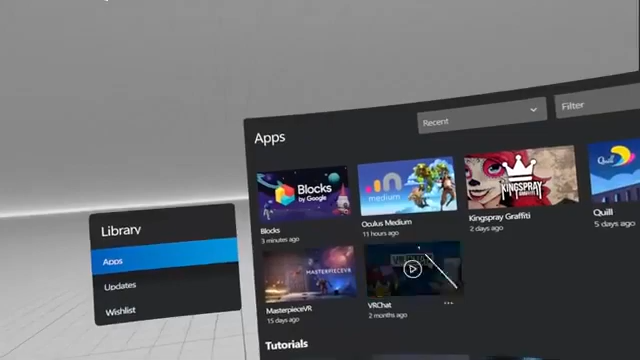 Apps
Recent
Filter
Blocks
by Google
Blocks
3 minutes ago
medium
Oculus Medium
11 hours ago
KINGSPRAY
Kingspray Graffiti
2 days ago
Quill
Quill
5 days ago
Library
Apps
Updates
Wishlist
MASTERPIECEVR
MasterpieceVR
15 days ago
VRChat
2 months ago
Tutorials